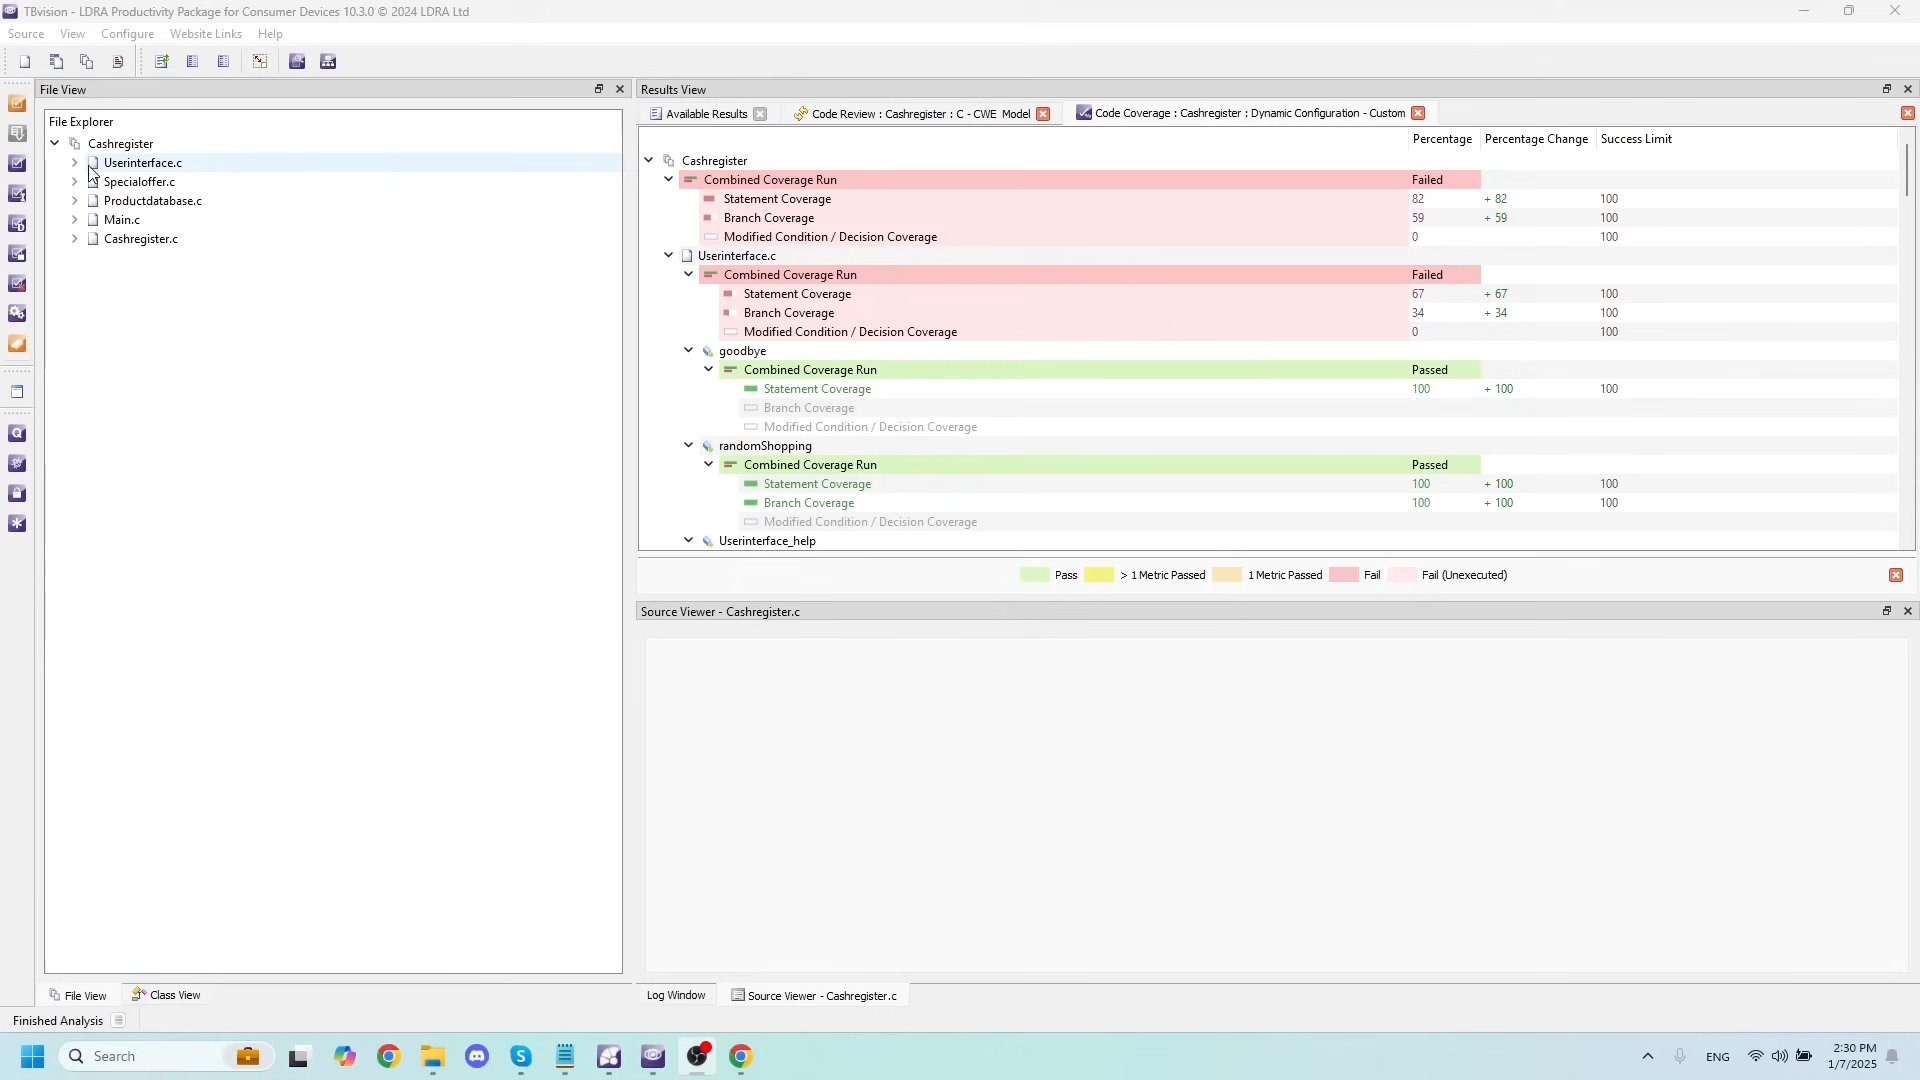 TBvision - LDRA Productivity Package for Consumer Devices 10.3.0 © 2024 LDRA Ltd
Source View Configure Website Links Help
File View
File Explorer
Cashregister
Userinterface.c
Specialoffer.c
Productdatabase.c
Main.c
Cashregister.c
File View Class View
Results View
Available Results Code Review : Cashregister : C - CWE Model Code Coverage : Cashregister : Dynamic Configuration - Custom
Percentage Percentage Change Success Limit
Cashregister
Combined Coverage Run Failed
Statement Coverage 82 + 82 100
Branch Coverage 59 + 59 100
Modified Condition / Decision Coverage 0 100
Userinterface.c
Combined Coverage Run Failed
Statement Coverage 67 + 67 100
Branch Coverage 34 + 34 100
Modified Condition / Decision Coverage 0 100
goodbye
Combined Coverage Run Passed
Statement Coverage 100 + 100 100
Branch Coverage
Modified Condition / Decision Coverage
randomShopping
Combined Coverage Run Passed
Statement Coverage 100 + 100 100
Branch Coverage 100 + 100 100
Modified Condition / Decision Coverage
Userinterface_help
Pass > 1 Metric Passed 1 Metric Passed Fail Fail (Unexecuted)
Source Viewer - Cashregister.c
Log Window Source Viewer - Cashregister.c
Finished Analysis
Search
ENG
2:30 PM
1/7/2025